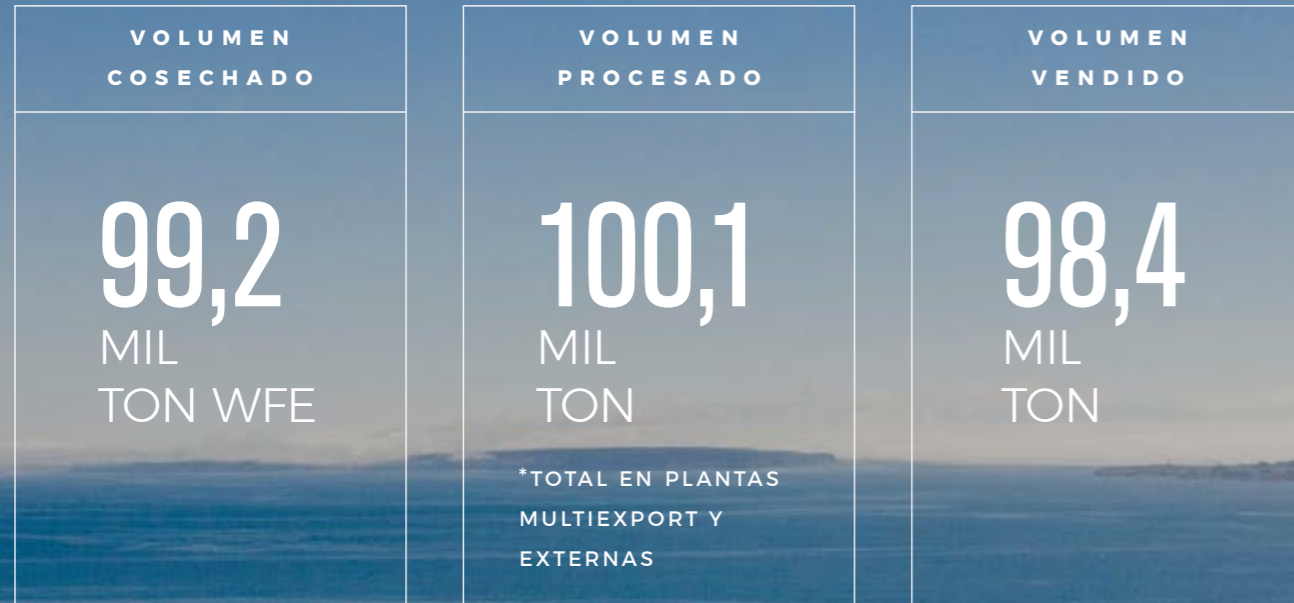 VOLUMEN
COSECHADO
99,2
MIL
TON WFE
VOLUMEN
PROCESADO
100,1
MIL
TON
*TOTAL EN PLANTAS
MULTIEXPORT Y
EXTERNAS
VOLUMEN
VENDIDO
98,4
MIL
TON